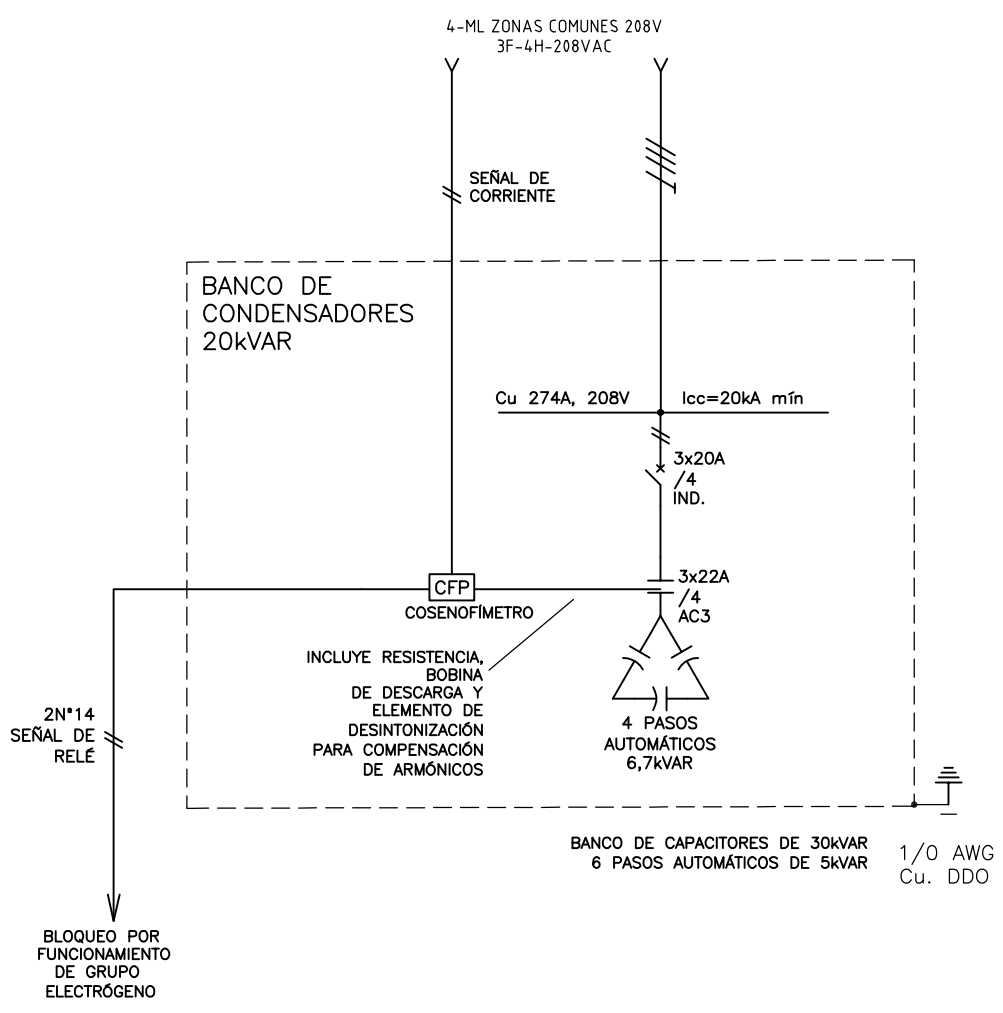 4-ML ZONAS COMUNES 208V
3F-4H-208VAC
SEÑAL DE
CORRIENTE
BANCO DE
CONDENSADORES
20kVAR
Cu 274A, 208V
Icc=20kA mín
3x20A
/4
IND.
CFP
COSENOFÍMETRO
3x22A
/4
AC3
INCLUYE RESISTENCIA,
BOBINA
DE DESCARGA Y
ELEMENTO DE
DESINTONIZACIÓN
PARA COMPENSACIÓN
DE ARMÓNICOS
4 PASOS
AUTOMÁTICOS
6,7kVAR
2N°14
SEÑAL DE
RELÉ
BANCO DE CAPACITORES DE 30kVAR
6 PASOS AUTOMÁTICOS DE 5kVAR
1/0 AWG
Cu. DDO
BLOQUEO POR
FUNCIONAMIENTO
DE GRUPO
ELECTRÓGENO